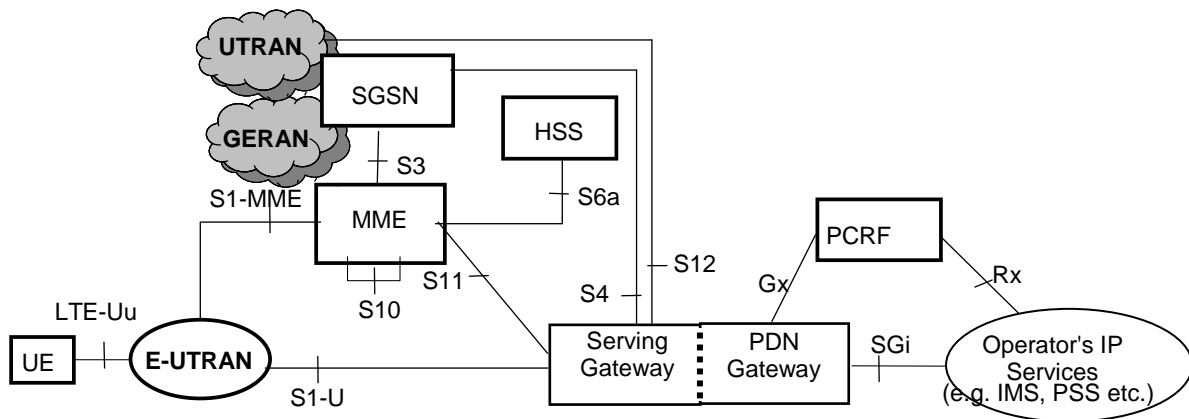 UTRAN
SGSN
GERAN
HSS
S3
S1-MME
S6a
MME
PCRF
S11
S12
S10
S4
Gx
Rx
LTE-Uu
UE
E-UTRAN
Serving
Gateway
PDN
Gateway
SGi
Operator's IP
Services
(e.g. IMS, PSS etc.)
S1-U